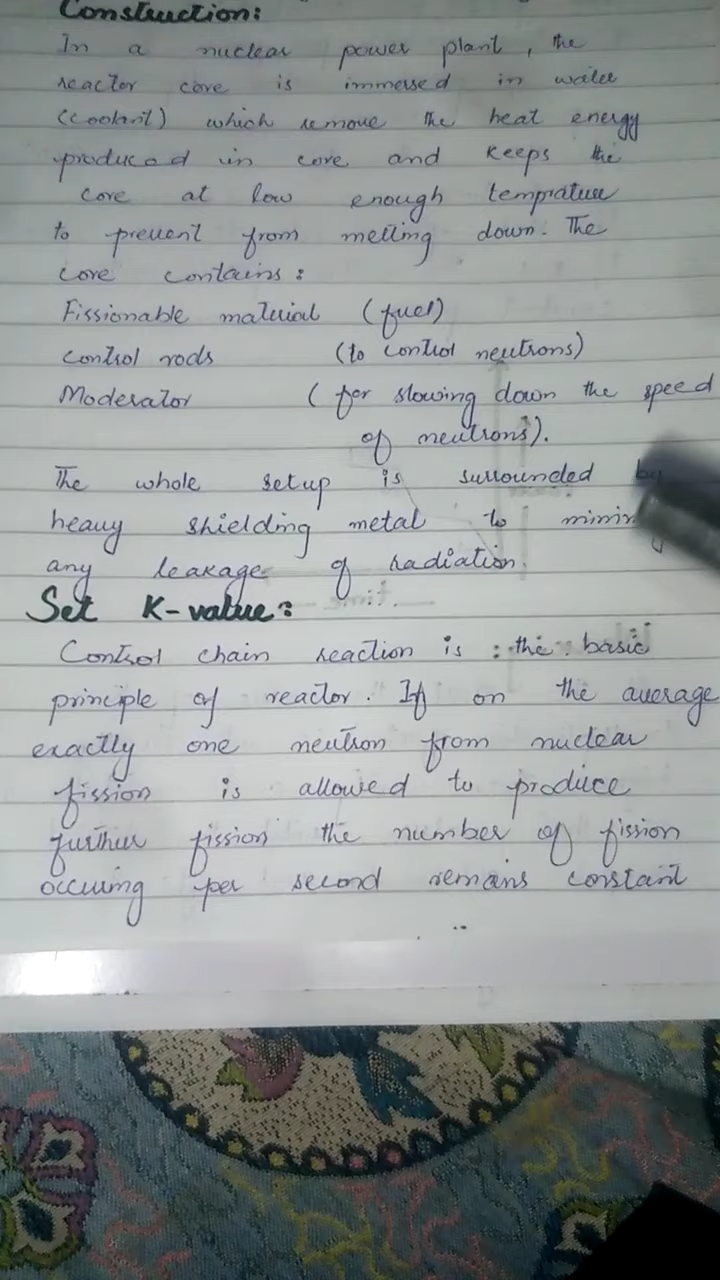 Construction:
In a nuclear power plant, the
reactor core is immersed in water
(coolant) which remove the heat energy
produced in core and keeps the
core at low enough temprature
to prevent from melting down. The
core contains:
Fissionable material (fuel)
Control rods (to control neutrons)
Moderator (for slowing down the speed
of neutrons).
The whole setup is surrounded by
heavy shielding metal to
any leakage of radiation.
Set K-value:
Control chain reaction is : the basic
principle of reactor. If on the average
exactly one neutron from nuclear
fission is allowed to produce
further fission the number of fission
occuring per second remans constant